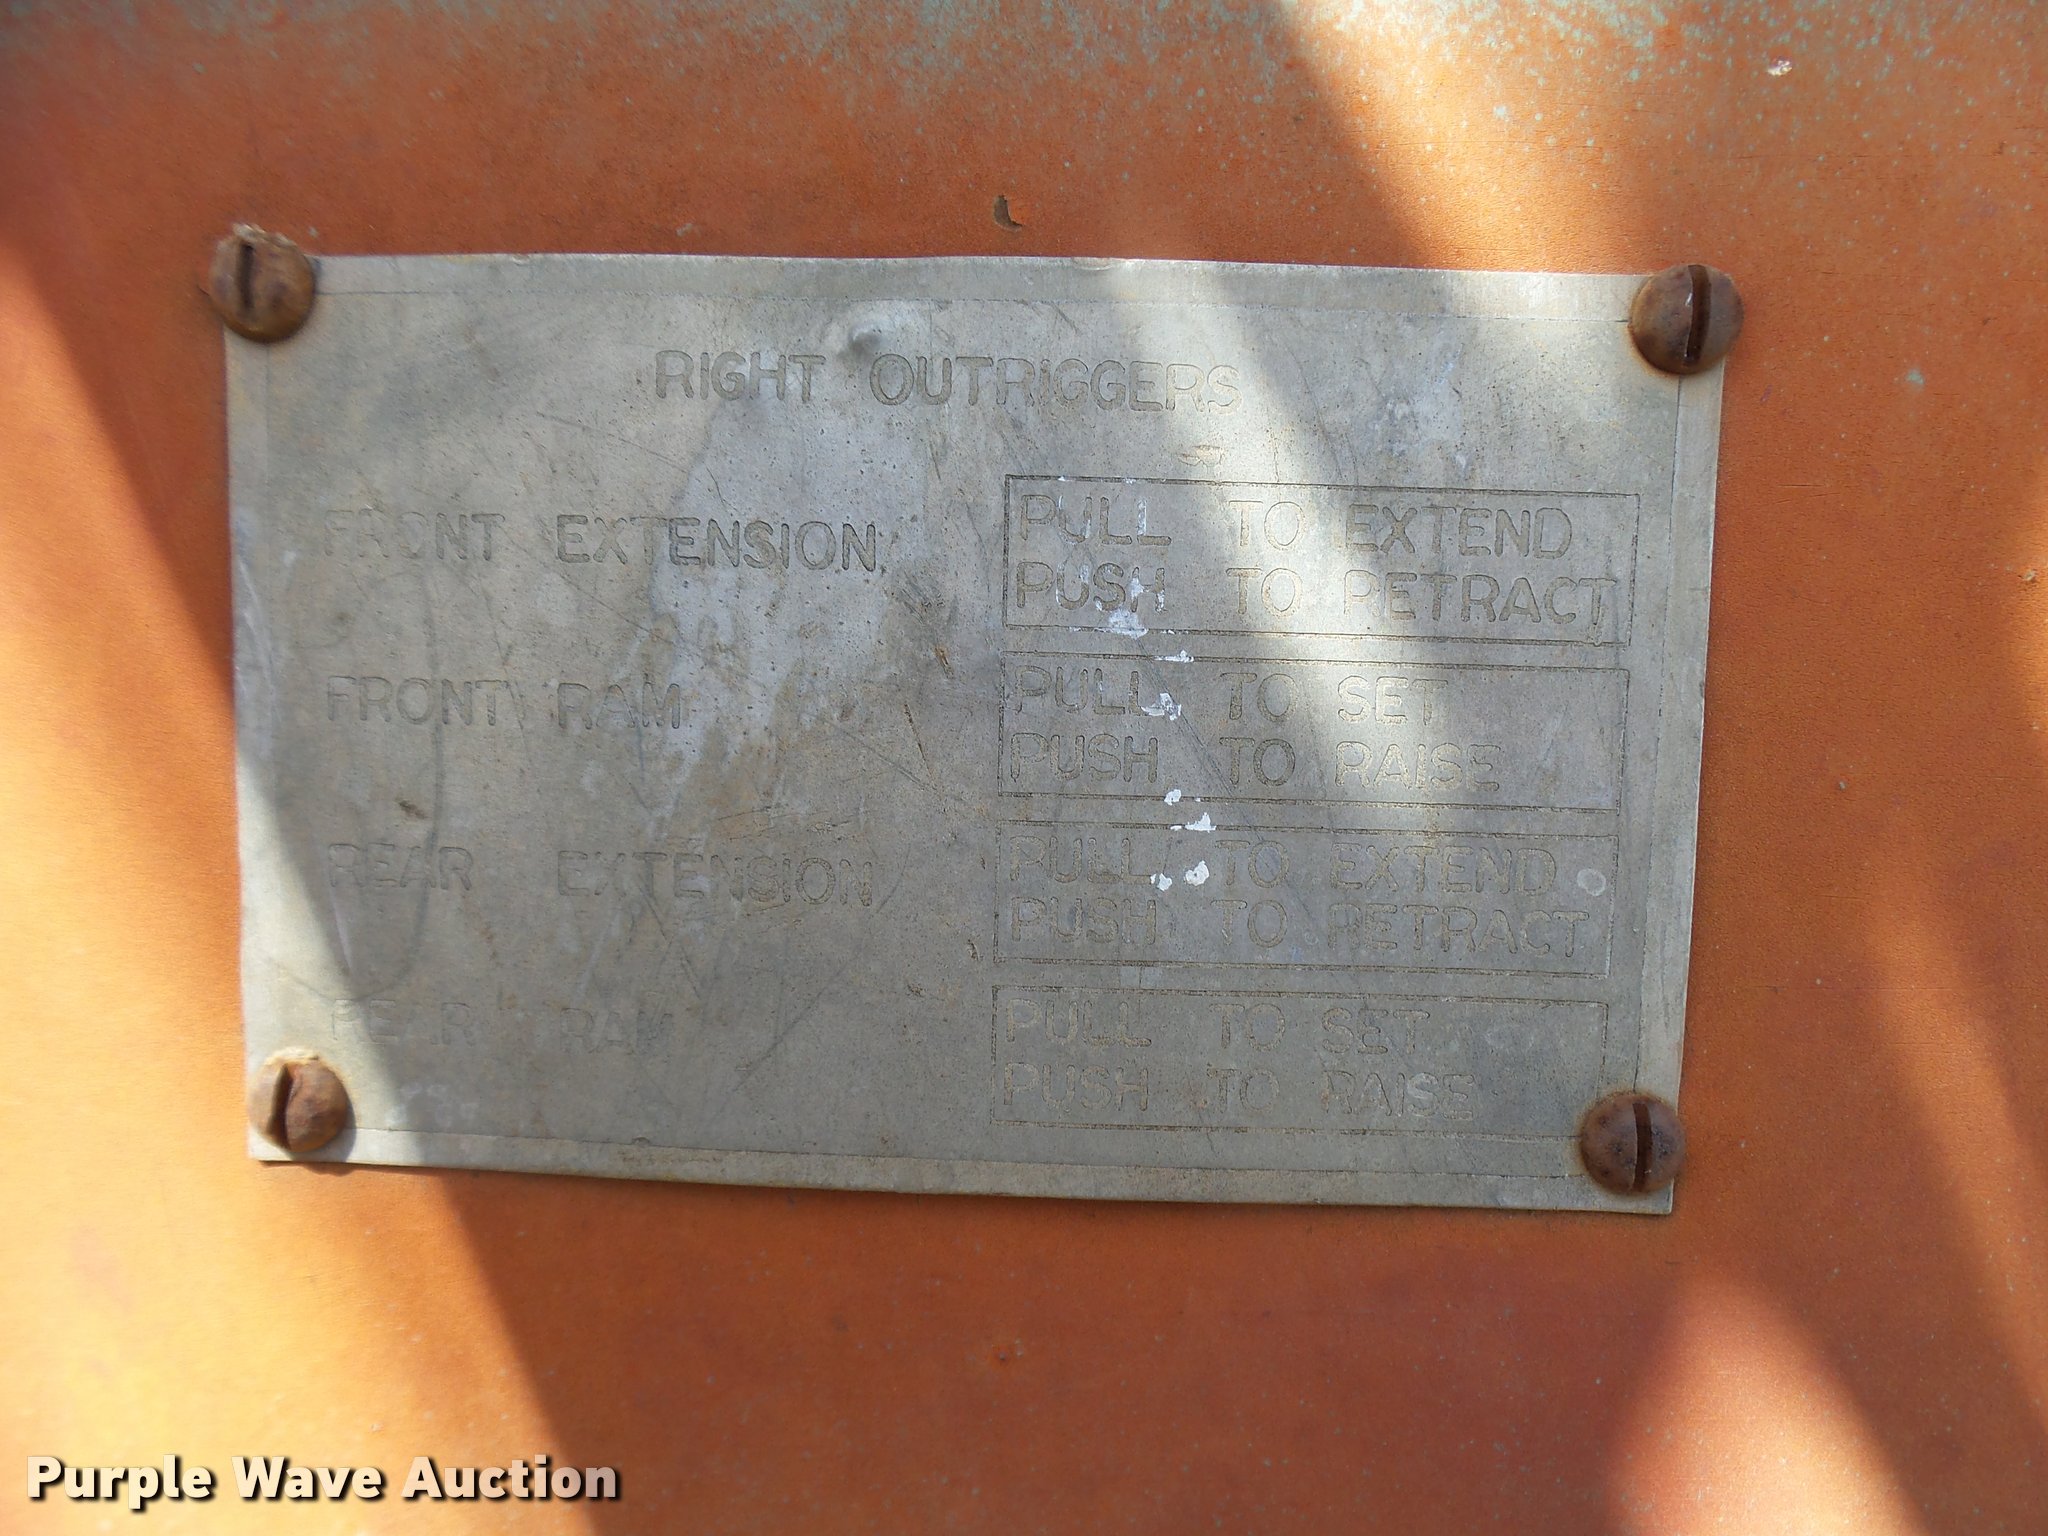 RIGHT OUTRIGGERS
FRONT EXTENSION
PULL TO EXTEND
PUSH TO RETRACT
FRONT RAM
PULL TO SET
PUSH TO RAISE
REAR EXTENSION
PULL TO EXTEND
PUSH TO RETRACT
REAR RAM
PULL TO SET
PUSH TO RAISE
Purple Wave Auction